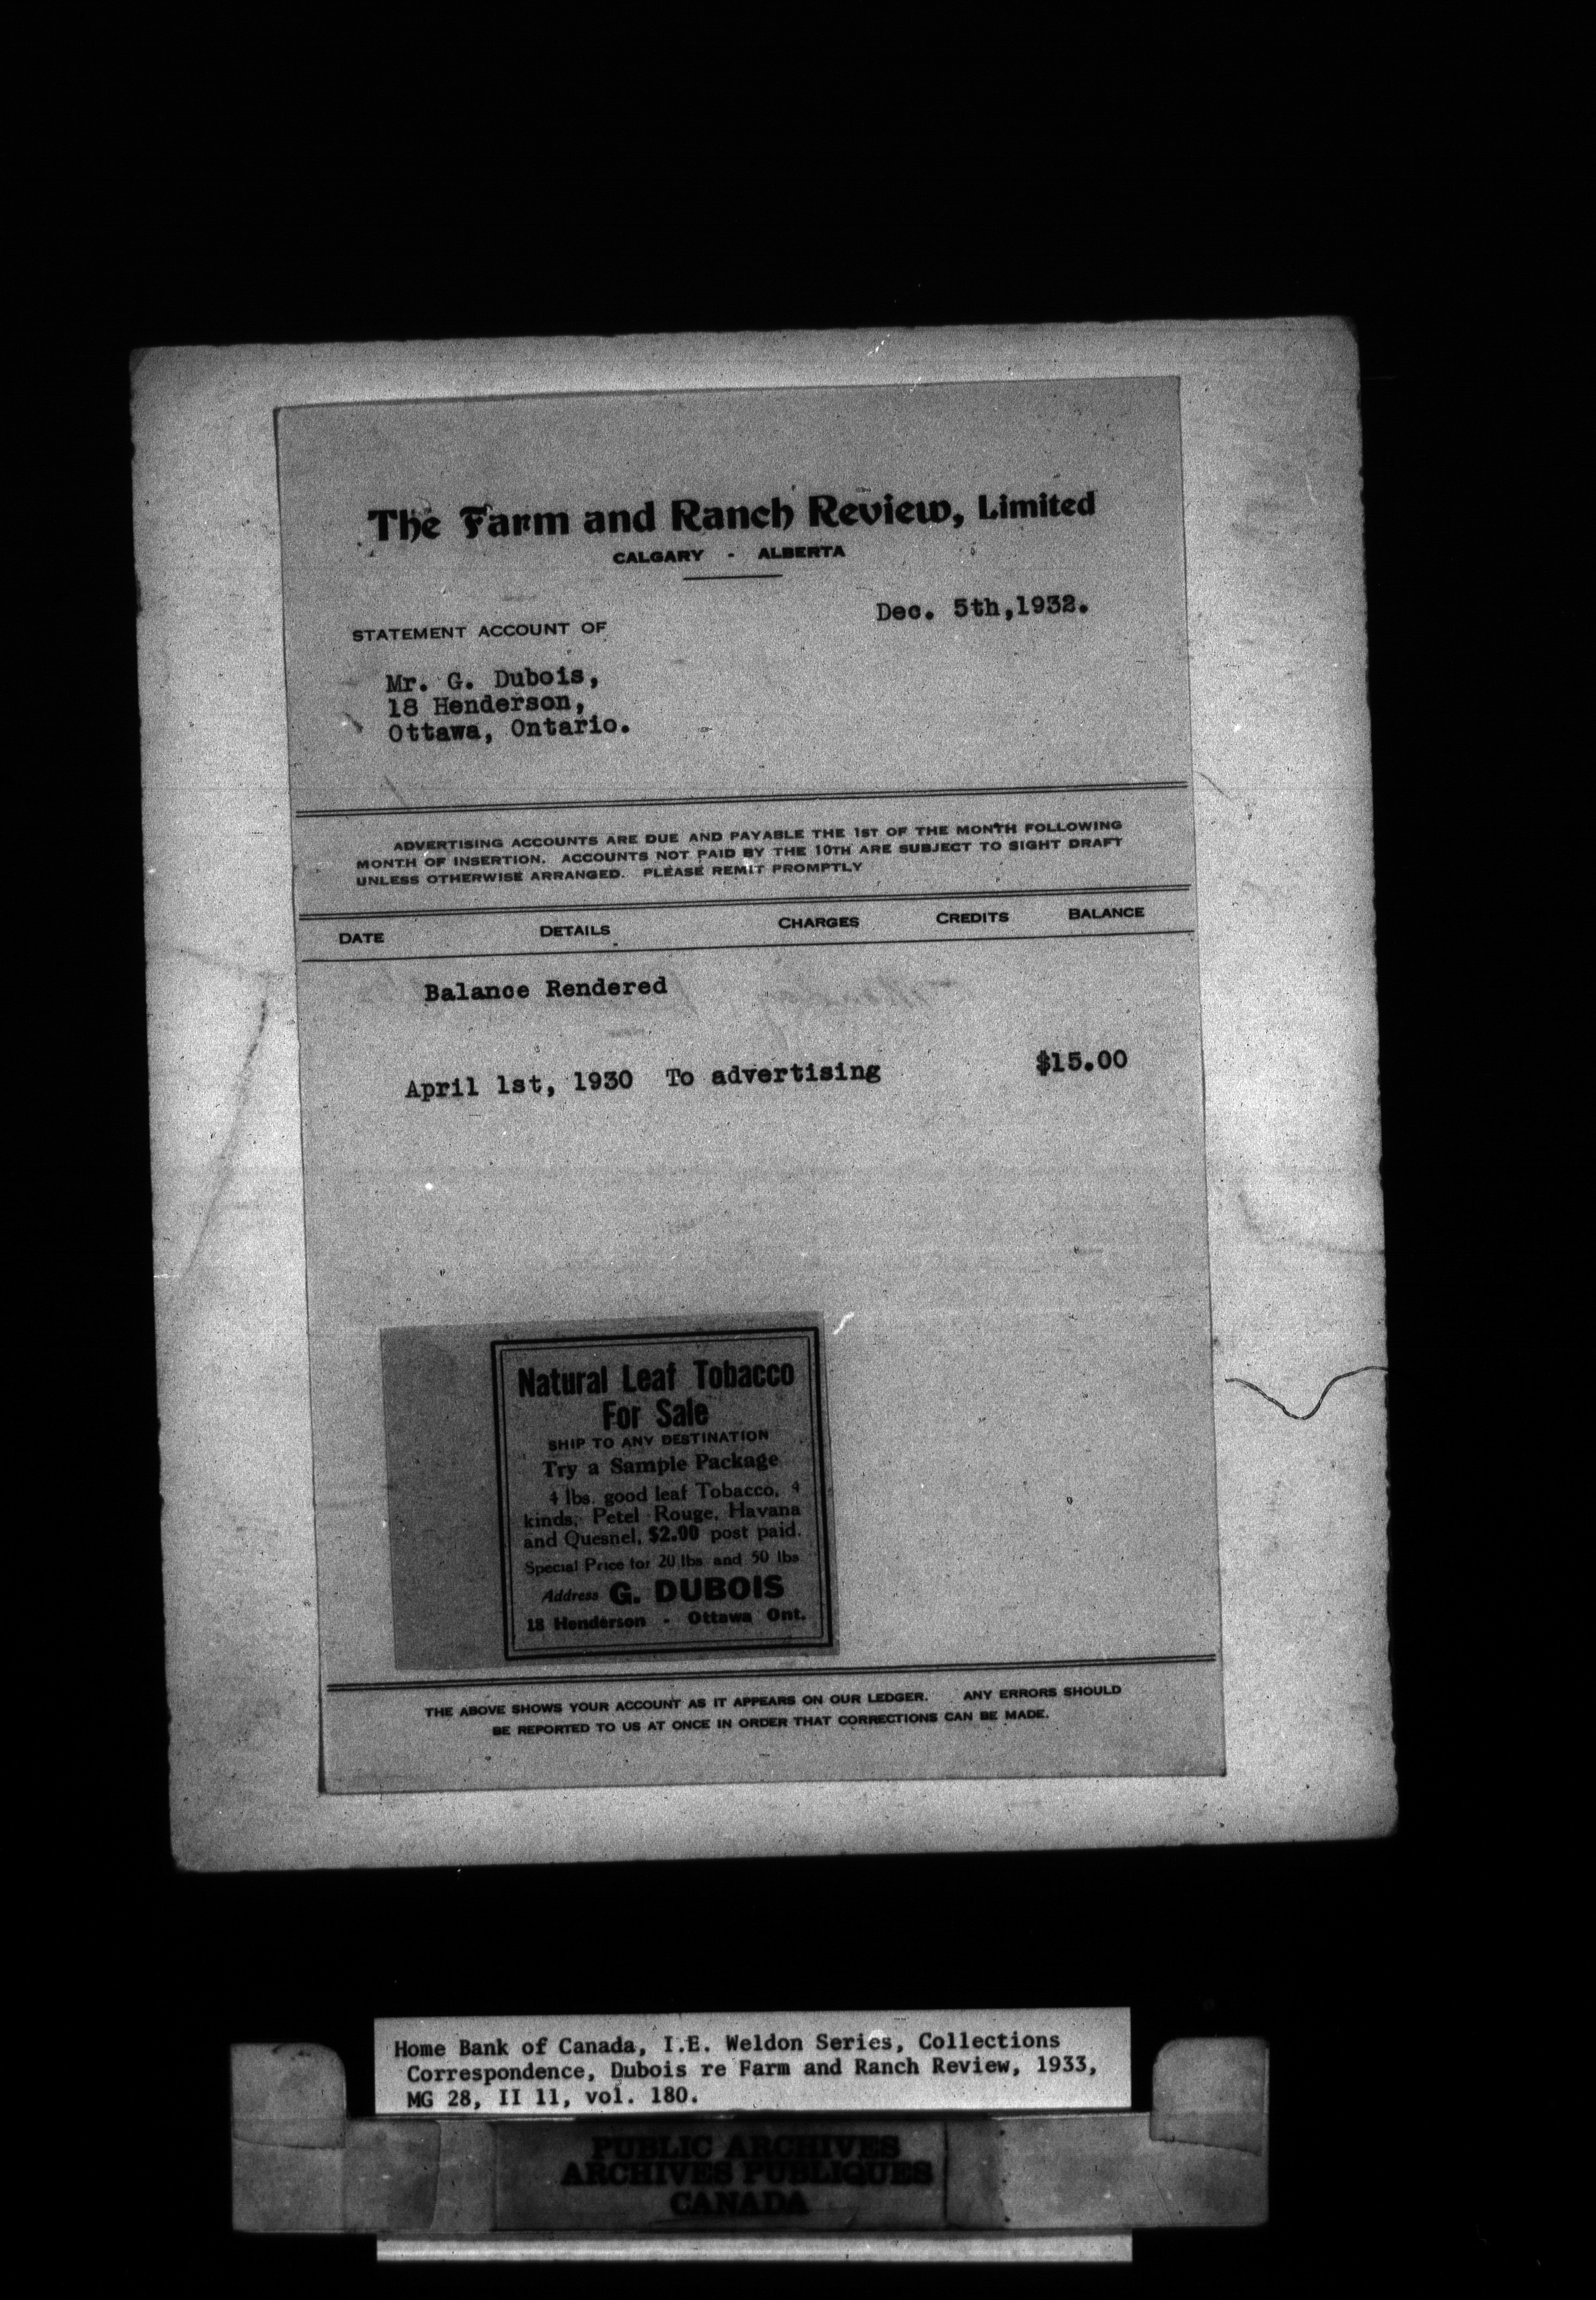 The Farm and Ranch Review, Limited
CALGARY - ALBERTA
Dec. 5th,1932.
STATEMENT ACCOUNT OF
Mr. G. Dubois,
18 Henderson,
Ottawa, Ontario.
ADVERTISING ACCOUNTS ARE DUE AND PAYABLE THE 1ST OF THE MONTH FOLLOWING
MONTH OF INSERTION. ACCOUNTS NOT PAID BY THE 10TH ARE SUBJECT TO SIGHT DRAFT
UNLESS OTHERWISE ARRANGED. PLEASE REMIT PROMPTLY
DATE DETAILS CHARGES CREDITS BALANCE
Balance Rendered
April 1st, 1930 To advertising $15.00
Natural Leaf Tobacco
For Sale
SHIP TO ANY DESTINATION
Try a Sample Package
4 lbs. good leaf Tobacco, 4
kinds; Petel Rouge, Havana
and Quesnel, $2.00 post paid.
Special Price for 20 lbs and 50 lbs
Address G. DUBOIS
18 Henderson - Ottawa Ont.
THE ABOVE SHOWS YOUR ACCOUNT AS IT APPEARS ON OUR LEDGER. ANY ERRORS SHOULD
BE REPORTED TO US AT ONCE IN ORDER THAT CORRECTIONS CAN BE MADE.
Home Bank of Canada, I.E. Weldon Series, Collections
Correspondence, Dubois re Farm and Ranch Review, 1933,
MG 28, II 11, vol. 180.
PUBLIC ARCHIVES
ARCHIVES PUBLIQUES
CANADA